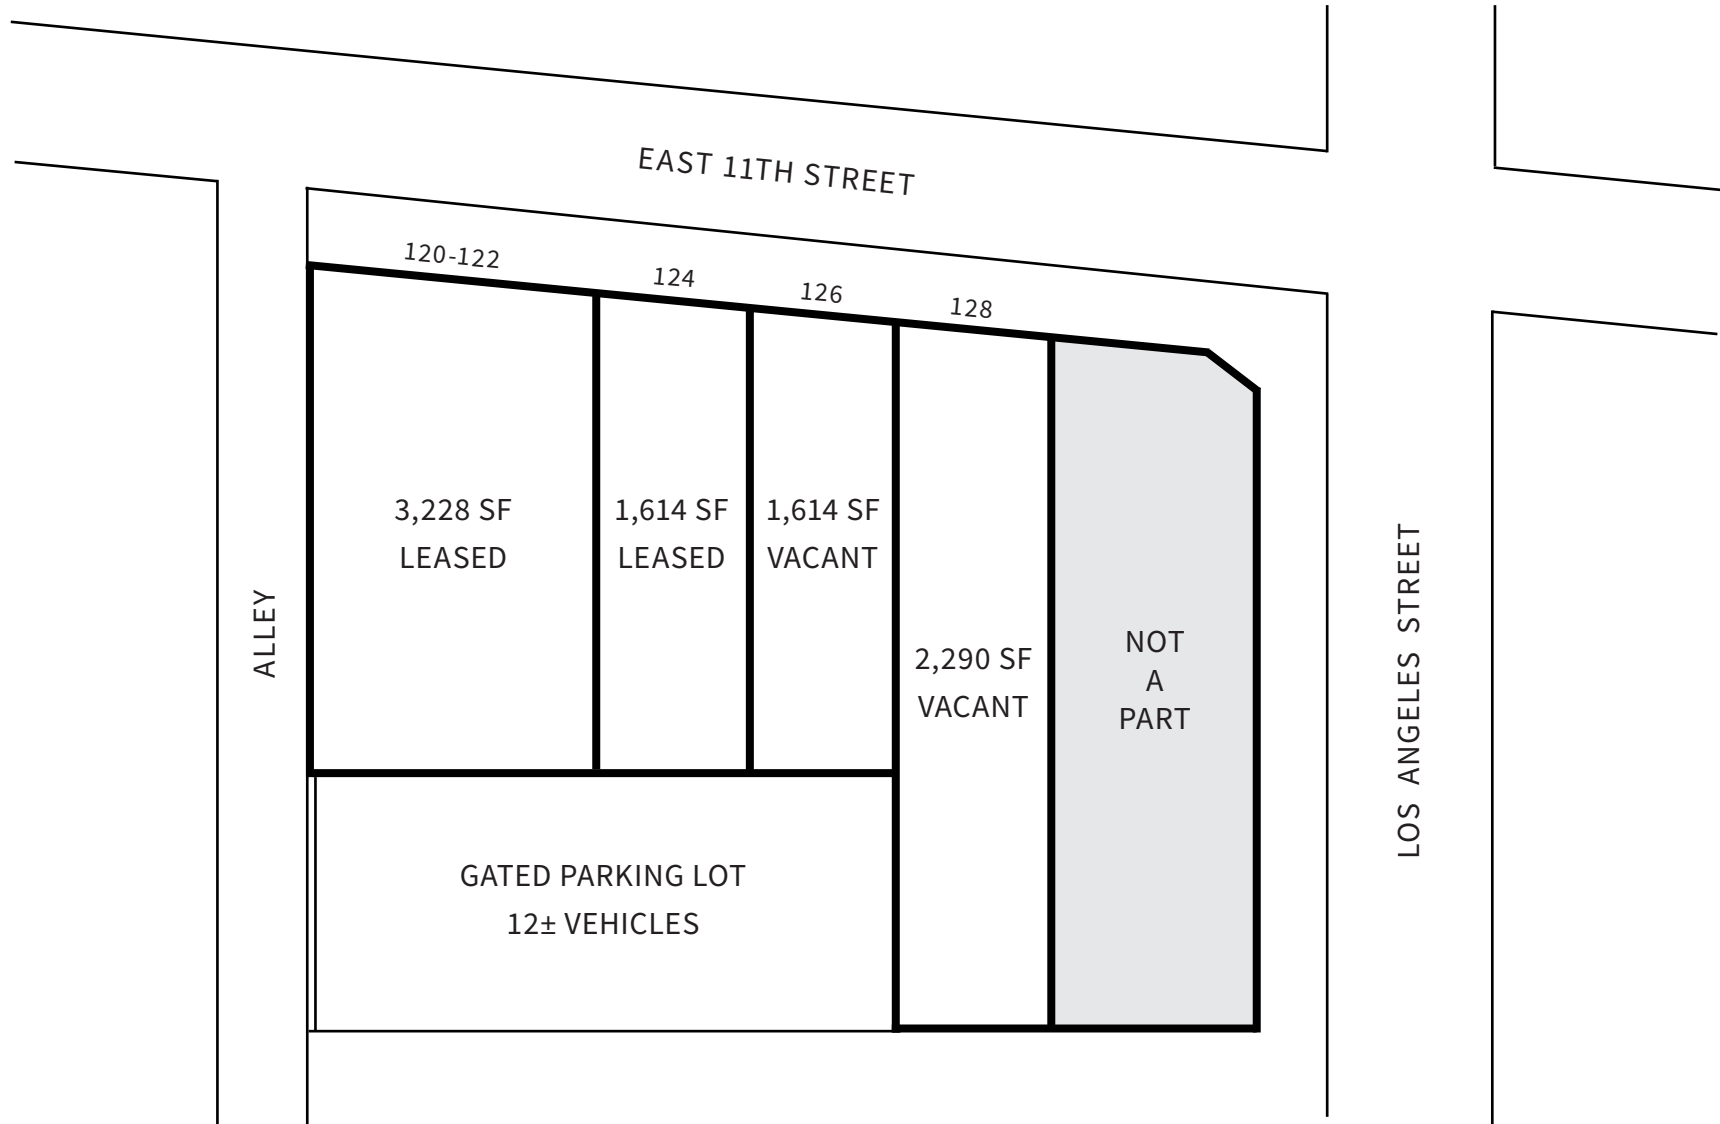 EAST 11TH STREET
120-122
124
126
128
3,228 SF
LEASED
1,614 SF
LEASED
1,614 SF
VACANT
2,290 SF
VACANT
NOT
A
PART
ALLEY
LOS ANGELES STREET
GATED PARKING LOT
12± VEHICLES